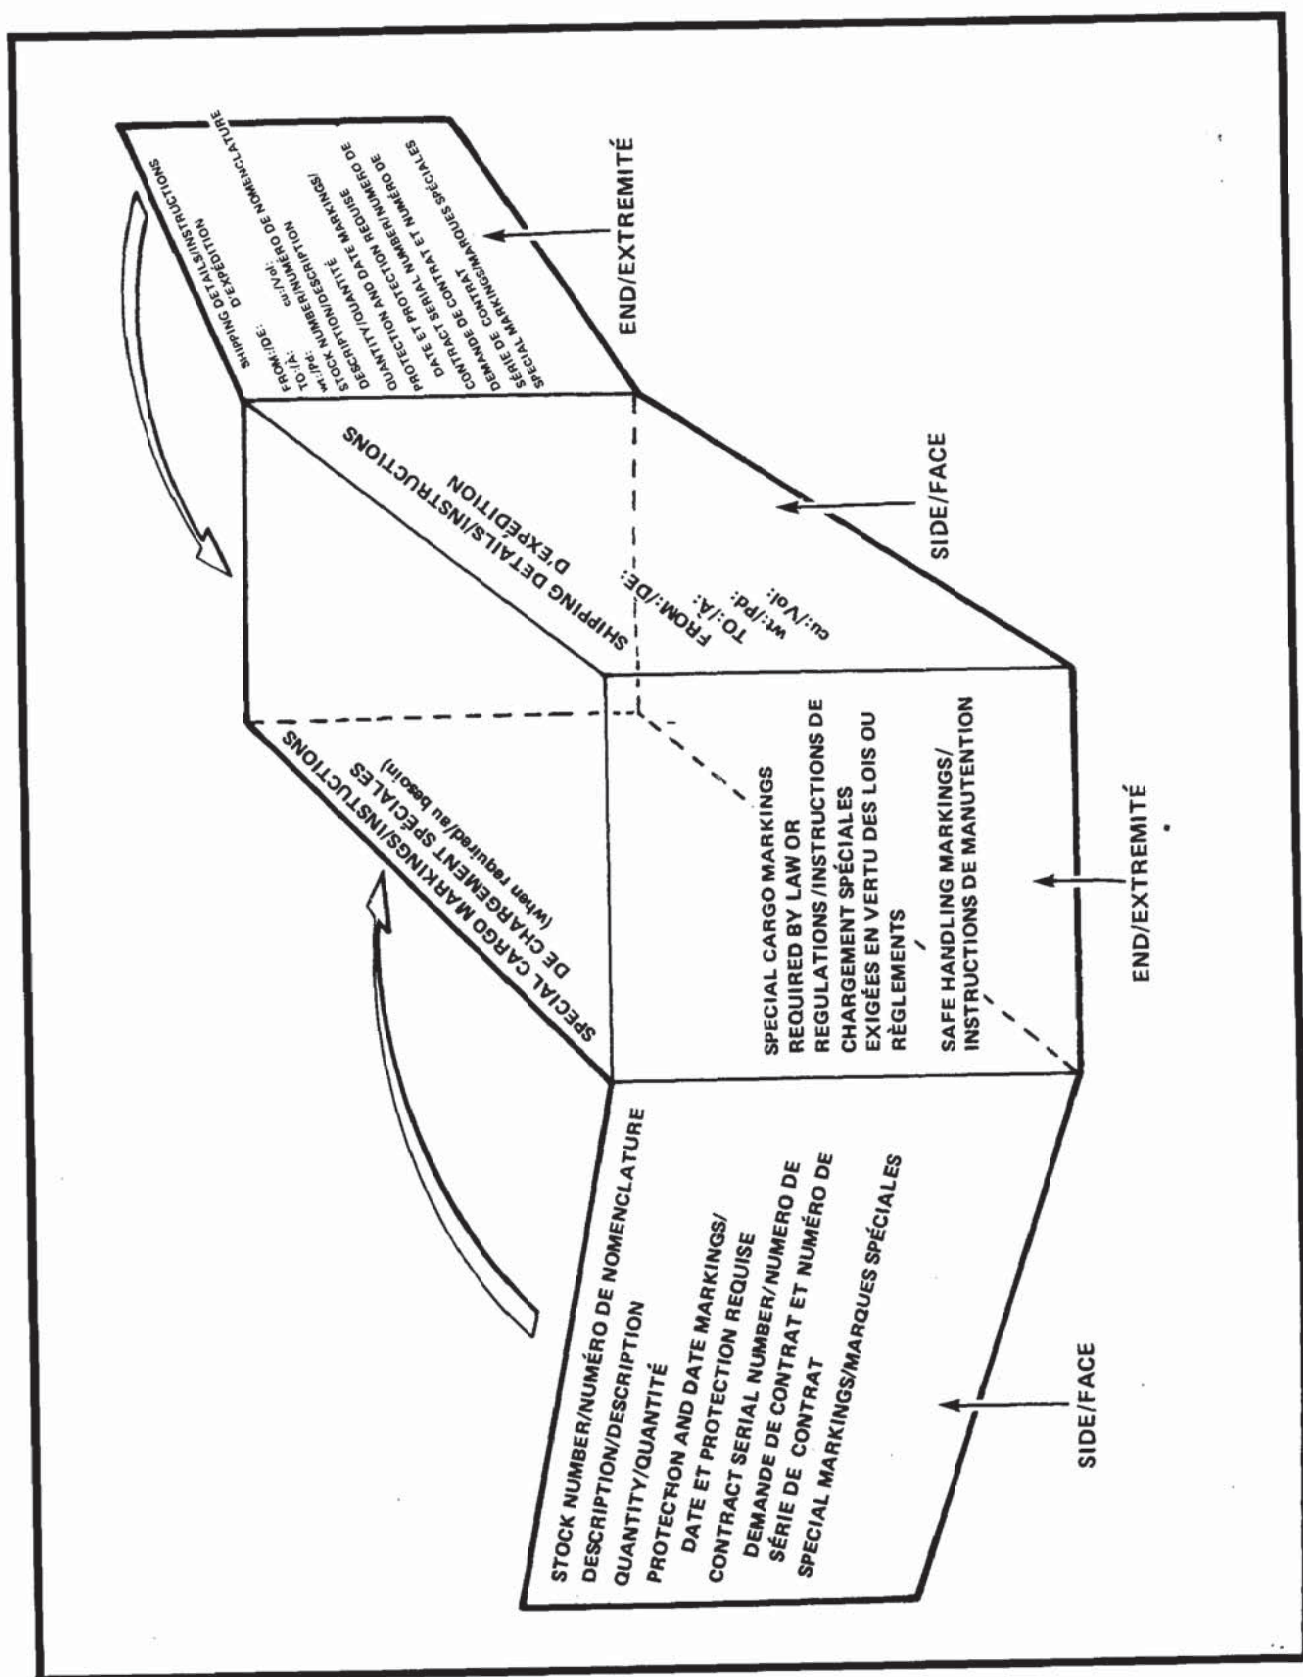 STOCK NUMBER/NUMÉRO DE NOMENCLATURE
DESCRIPTION/DESCRIPTION
QUANTITY/QUANTITÉ
PROTECTION AND DATE MARKINGS/
DATE ET PROTECTION REQUISE
CONTRACT SERIAL NUMBER/NUMERO DE
DEMANDE DE CONTRAT ET NUMÉRO DE
SÉRIE DE CONTRAT
SPECIAL MARKINGS/MARQUES SPÉCIALES
SIDE/FACE
SPECIAL CARGO MARKINGS/INSTUCTIONS
DE CHARGEMENT SPÉCIALES
(when required/au besoin)
SPECIAL CARGO MARKINGS
REQUIRED BY LAW OR
REGULATIONS/INSTRUCTIONS DE
CHARGEMENT SPÉCIALES
EXIGÉES EN VERTU DES LOIS OU
RÈGLEMENTS
SAFE HANDLING MARKINGS/
INSTRUCTIONS DE MANUTENTION
END/EXTREMITÉ
SHIPPING DETAILS/INSTRUCTIONS
D'EXPÉDITION
FROM:/DE:
TO:/À:
wt:/Pd:
cu:/Vol:
SIDE/FACE
SHIPPING DETAILS/INSTRUCTIONS
D'EXPÉDITION
FROM:/DE:
TO:/À:
wt:/Pd: cu:/Vol:
STOCK NUMBER/NUMÉRO DE NOMENCLATURE
DESCRIPTION/DESCRIPTION
QUANTITY/QUANTITÉ
PROTECTION AND DATE MARKINGS/
DATE ET PROTECTION REQUISE
CONTRACT SERIAL NUMBER/NUMERO DE
DEMANDE DE CONTRAT ET NUMÉRO DE
SÉRIE DE CONTRAT
SPECIAL MARKINGS/MARQUES SPÉCIALES
END/EXTREMITÉ